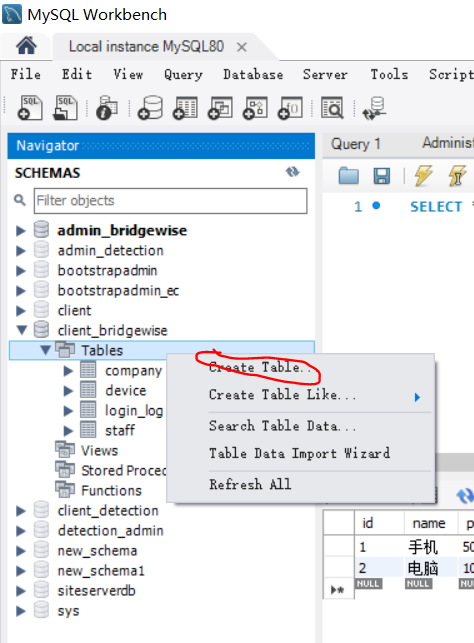 MySQL Workbench
Local instance MySQL80
File Edit View Query Database Server Tools Script
Navigator
SCHEMAS
Filter objects
admin_bridgewise
admin_detection
bootstrapadmin
bootstrapadmin_ec
client
client_bridgewise
Tables
company
device
login_log
staff
Views
Stored Proced
Functions
client_detection
detection_admin
new_schema
new_schema1
siteserverdb
sys
Create Table...
Create Table Like...
Search Table Data...
Table Data Import Wizard
Refresh All
Query 1 Administ
1 SELECT *
id name p
1 手机 50
2 电脑 10
NULL NULL NULL